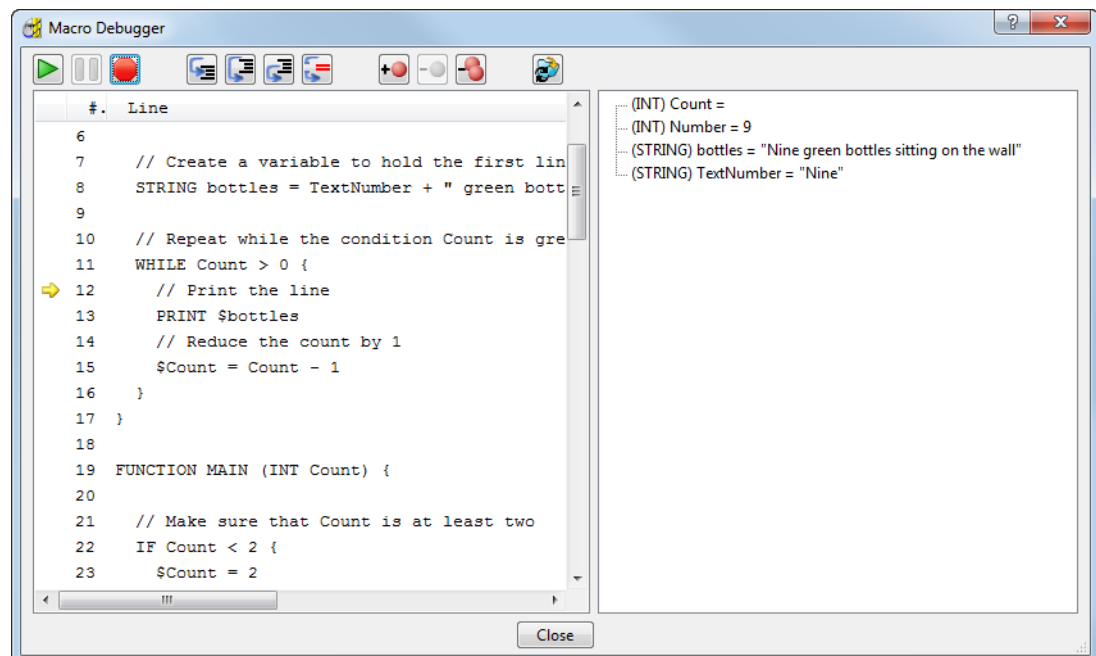 Macro Debugger
#. Line
6
7 // Create a variable to hold the first lin
8 STRING bottles = TextNumber + " green bott
9
10 // Repeat while the condition Count is gre
11 WHILE Count > 0 {
12 // Print the line
13 PRINT $bottles
14 // Reduce the count by 1
15 $Count = Count - 1
16 }
17 }
18
19 FUNCTION MAIN (INT Count) {
20
21 // Make sure that Count is at least two
22 IF Count < 2 {
23 $Count = 2
(INT) Count =
(INT) Number = 9
(STRING) bottles = "Nine green bottles sitting on the wall"
(STRING) TextNumber = "Nine"
Close